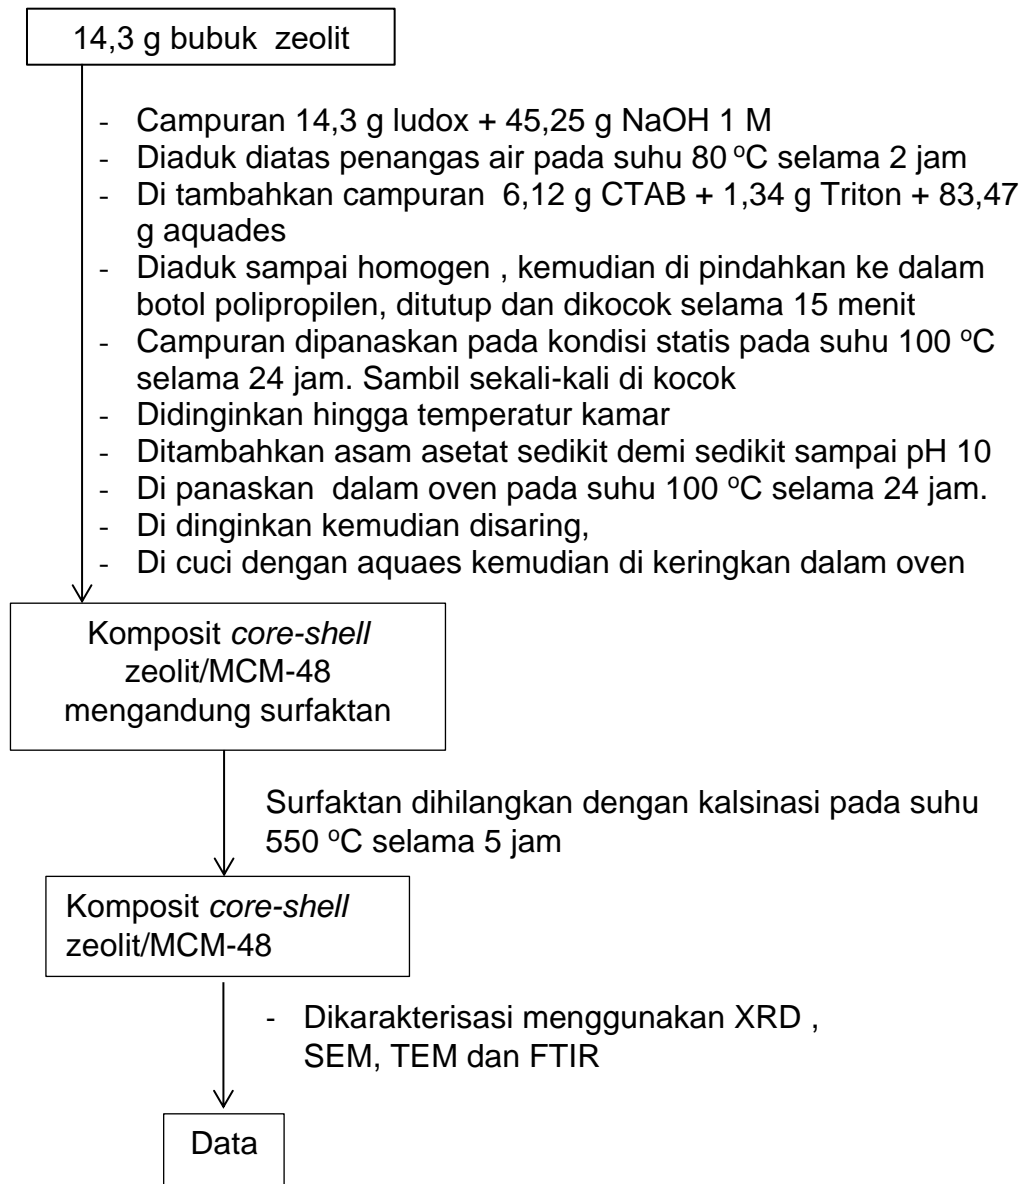 14,3 g bubuk zeolit
- Campuran 14,3 g ludox + 45,25 g NaOH 1 M
- Diaduk diatas penangas air pada suhu 80 °C selama 2 jam
- Di tambahkan campuran 6,12 g CTAB + 1,34 g Triton + 83,47
g aquades
- Diaduk sampai homogen , kemudian di pindahkan ke dalam
botol polipropilen, ditutup dan dikocok selama 15 menit
- Campuran dipanaskan pada kondisi statis pada suhu 100 °C
selama 24 jam. Sambil sekali-kali di kocok
- Didinginkan hingga temperatur kamar
- Ditambahkan asam asetat sedikit demi sedikit sampai pH 10
- Di panaskan dalam oven pada suhu 100 °C selama 24 jam.
- Di dinginkan kemudian disaring,
- Di cuci dengan aquaes kemudian di keringkan dalam oven
Komposit core-shell
zeolit/MCM-48
mengandung surfaktan
Surfaktan dihilangkan dengan kalsinasi pada suhu
550 °C selama 5 jam
Komposit core-shell
zeolit/MCM-48
- Dikarakterisasi menggunakan XRD ,
SEM, TEM dan FTIR
Data